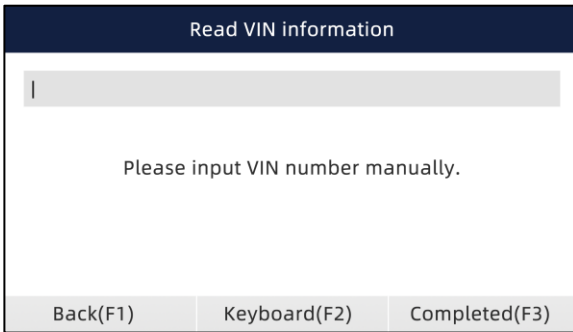 Read VIN information
Please input VIN number manually.
Back(F1) Keyboard(F2) Completed(F3)